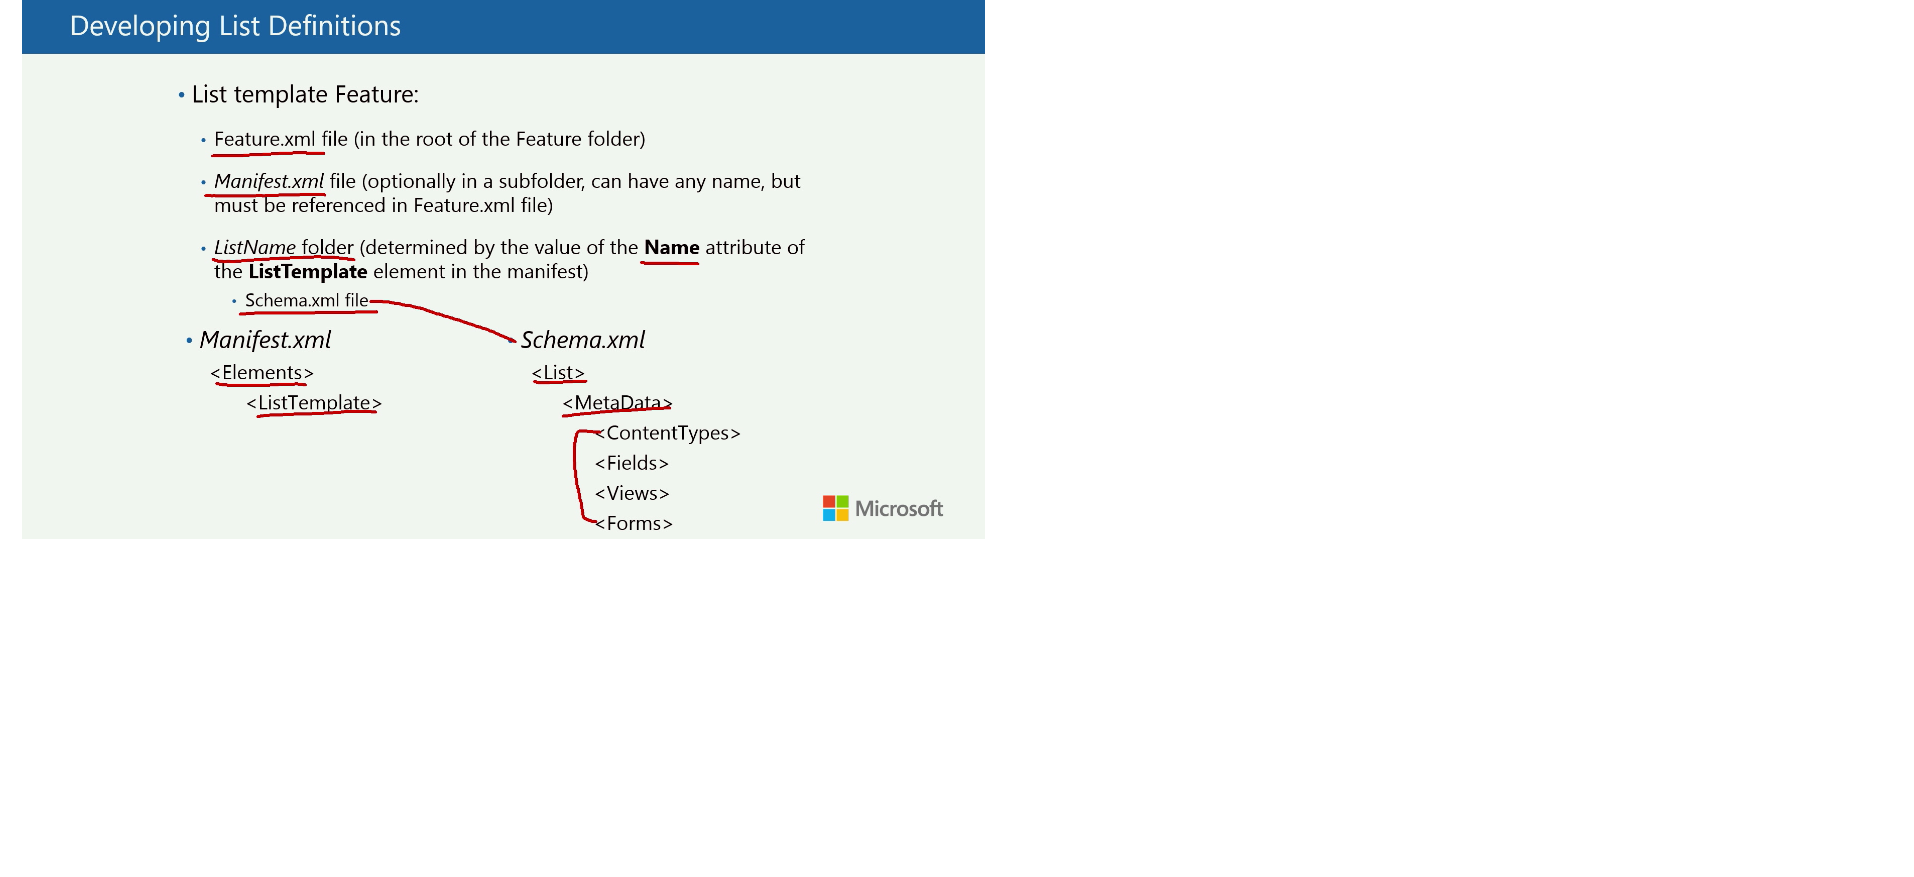 Developing List Definitions
• List template Feature:
• Feature.xml file (in the root of the Feature folder)
• Manifest.xml file (optionally in a subfolder, can have any name, but
must be referenced in Feature.xml file)
• ListName folder (determined by the value of the Name attribute of
the ListTemplate element in the manifest)
• Schema.xml file
• Manifest.xml
<Elements>
<ListTemplate>
• Schema.xml
<List>
<MetaData>
<ContentTypes>
<Fields>
<Views>
<Forms>
Microsoft